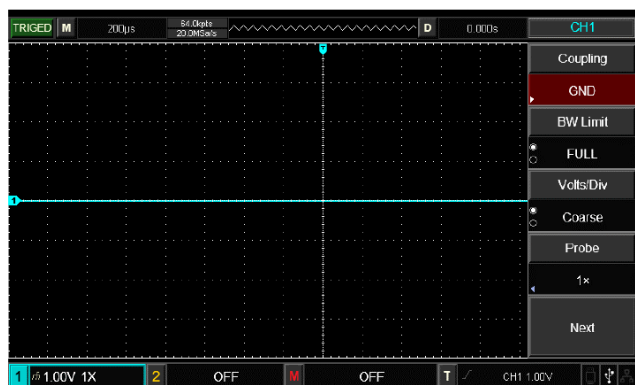 TRIGED M 200µs 64.0kpts D 0.000s CH1
20.0MSa/s
T
Coupling
GND
BW Limit
FULL
Volts/Div
Coarse
1
Probe
1×
Next
1 1.00V 1X 2 OFF M OFF T CH1 1.00V